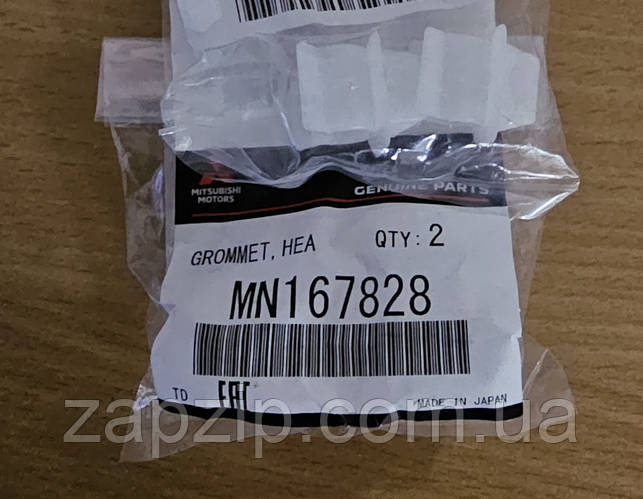 MITSUBISHI
MOTORS
GENUINE PARTS
GROMMET, HEA QTY: 2
MN167828
TD EAC MADE IN JAPAN
zapzip.com.ua